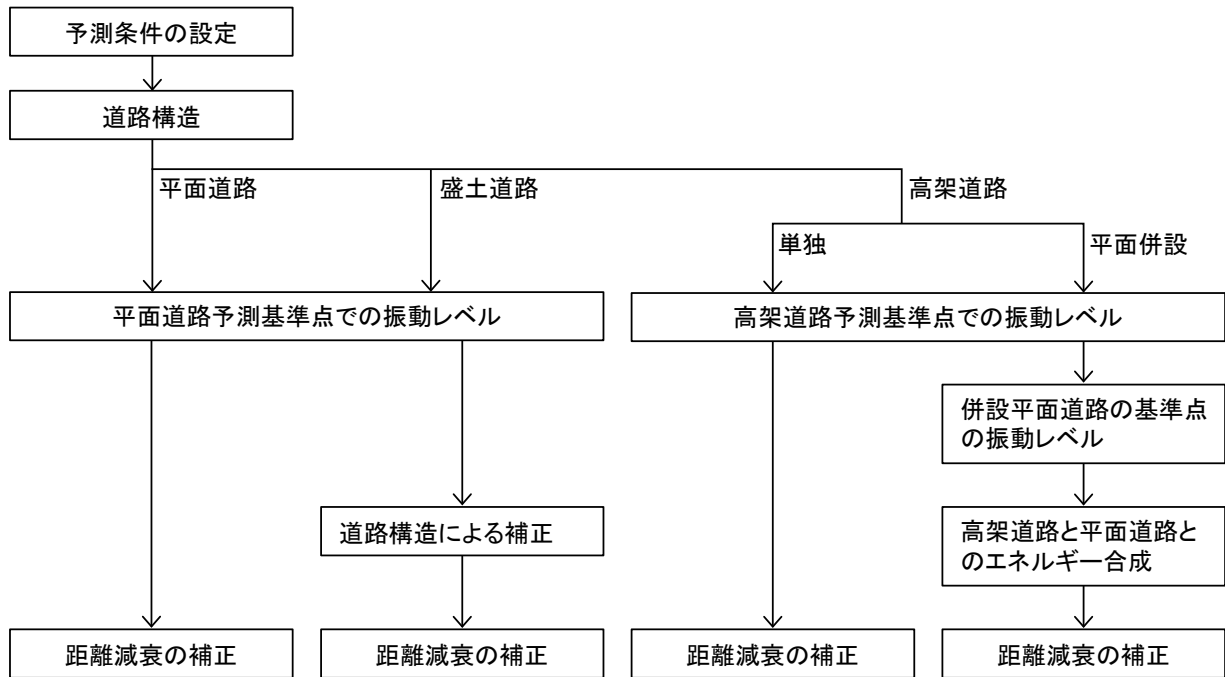 予測条件の設定
道路構造
平面道路
盛土道路
高架道路
単独
平面併設
平面道路予測基準点での振動レベル
高架道路予測基準点での振動レベル
併設平面道路の基準点
の振動レベル
道路構造による補正
高架道路と平面道路と
のエネルギー合成
距離減衰の補正
距離減衰の補正
距離減衰の補正
距離減衰の補正